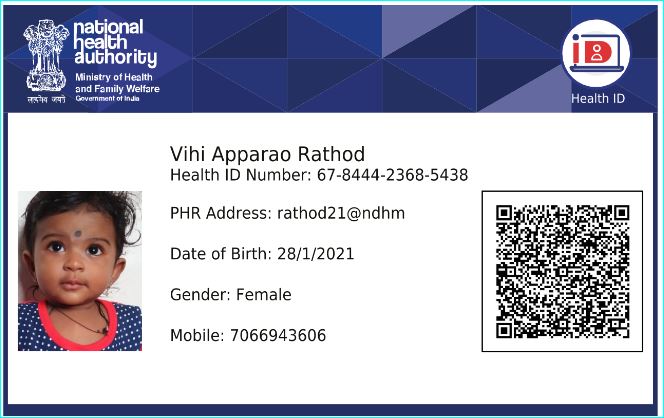 national
health
authority
Ministry of Health
and Family Welfare
Government of India
सत्यमेव जयते
Health ID
Vihi Apparao Rathod
Health ID Number: 67-8444-2368-5438
PHR Address: rathod21@ndhm
Date of Birth: 28/1/2021
Gender: Female
Mobile: 7066943606